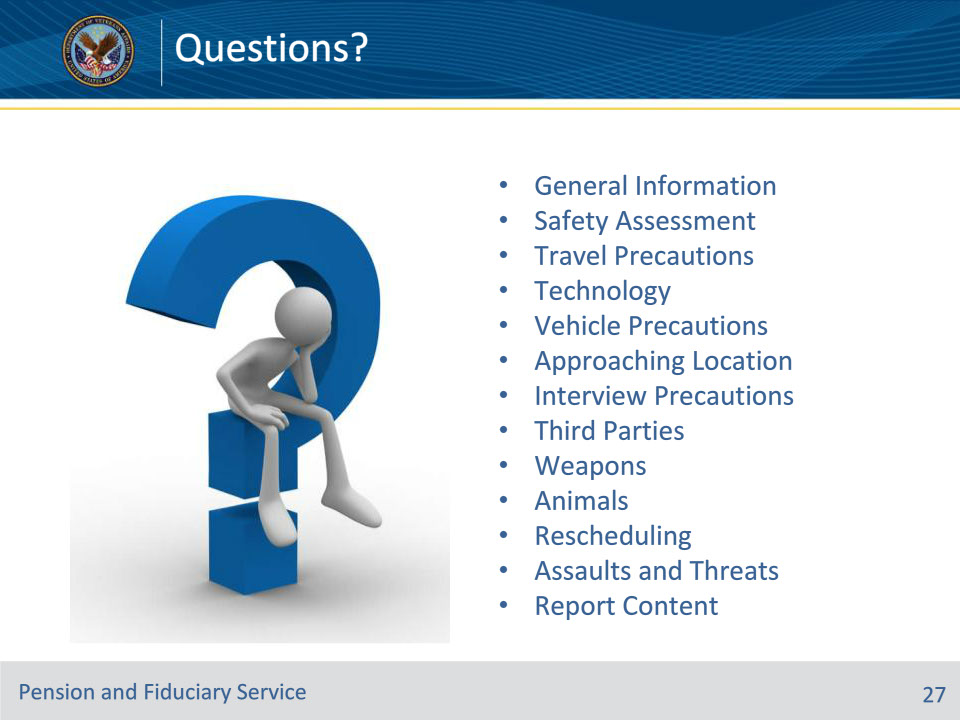 DEPARTMENT OF VETERANS AFFAIRS
UNITED STATES OF AMERICA
Questions?
• General Information
• Safety Assessment
• Travel Precautions
• Technology
• Vehicle Precautions
• Approaching Location
• Interview Precautions
• Third Parties
• Weapons
• Animals
• Rescheduling
• Assaults and Threats
• Report Content
Pension and Fiduciary Service
27